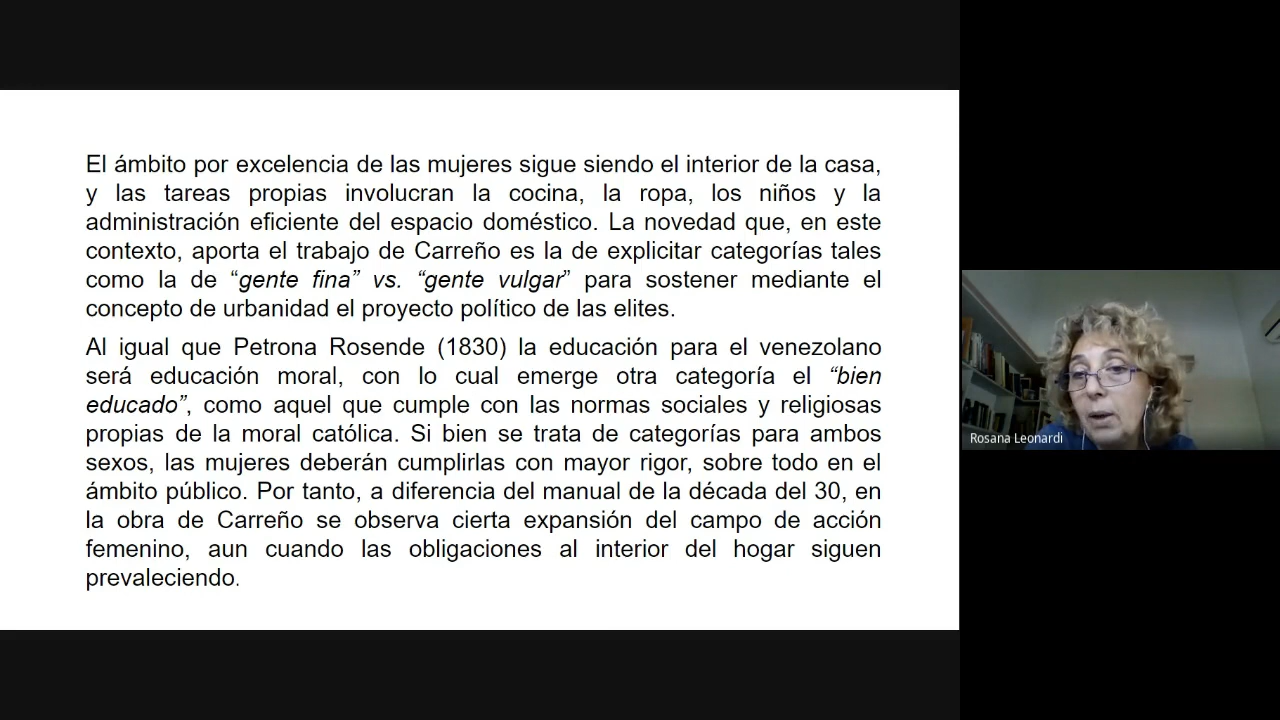 El ámbito por excelencia de las mujeres sigue siendo el interior de la casa,
y las tareas propias involucran la cocina, la ropa, los niños y la
administración eficiente del espacio doméstico. La novedad que, en este
contexto, aporta el trabajo de Carreño es la de explicitar categorías tales
como la de “gente fina” vs. “gente vulgar” para sostener mediante el
concepto de urbanidad el proyecto político de las elites.
Al igual que Petrona Rosende (1830) la educación para el venezolano
será educación moral, con lo cual emerge otra categoría el “bien
educado”, como aquel que cumple con las normas sociales y religiosas
propias de la moral católica. Si bien se trata de categorías para ambos
sexos, las mujeres deberán cumplirlas con mayor rigor, sobre todo en el
ámbito público. Por tanto, a diferencia del manual de la década del 30, en
la obra de Carreño se observa cierta expansión del campo de acción
femenino, aun cuando las obligaciones al interior del hogar siguen
prevaleciendo.
Rosana Leonardi